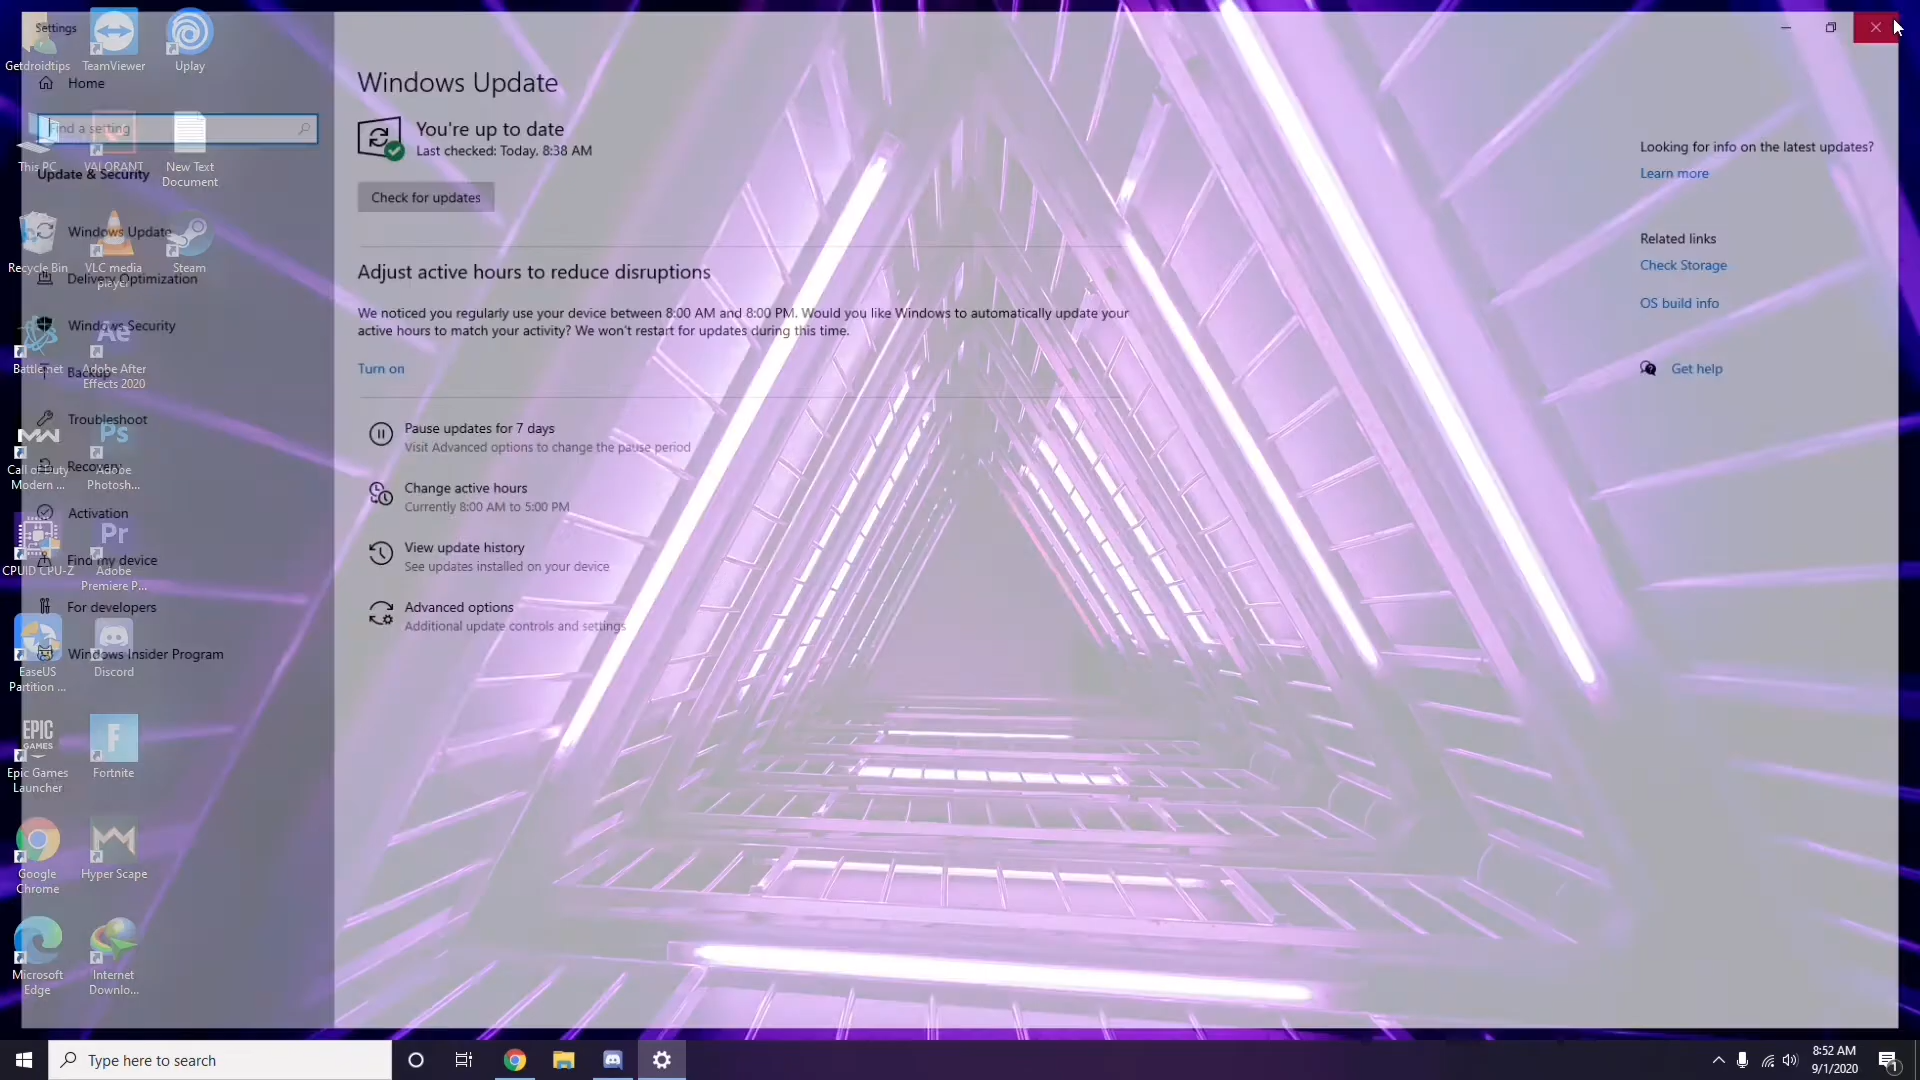 Settings
Home
Find a setting
Update & Security
Windows Update
Delivery Optimization
Windows Security
Backup
Troubleshoot
Recovery
Activation
Find my device
For developers
Windows Insider Program
Getdroidtips
TeamViewer
Uplay
This PC
VALORANT
New Text
Document
Recycle Bin
VLC media
player
Steam
Battle.net
Ae
Adobe After
Effects 2020
Call of Duty
Modern ...
Ps
Adobe
Photosh...
CPUID CPU-Z
Pr
Adobe
Premiere P...
EaseUS
Partition ...
Discord
EPIC
GAMES
Epic Games
Launcher
F
Fortnite
Google
Chrome
Hyper Scape
Microsoft
Edge
Internet
Downlo...
Windows Update
You're up to date
Last checked: Today, 8:38 AM
Check for updates
Adjust active hours to reduce disruptions
We noticed you regularly use your device between 8:00 AM and 8:00 PM. Would you like Windows to automatically update your
active hours to match your activity? We won't restart for updates during this time.
Turn on
Pause updates for 7 days
Visit Advanced options to change the pause period
Change active hours
Currently 8:00 AM to 5:00 PM
View update history
See updates installed on your device
Advanced options
Additional update controls and settings
Looking for info on the latest updates?
Learn more
Related links
Check Storage
OS build info
Get help
Type here to search
8:52 AM
9/1/2020
1